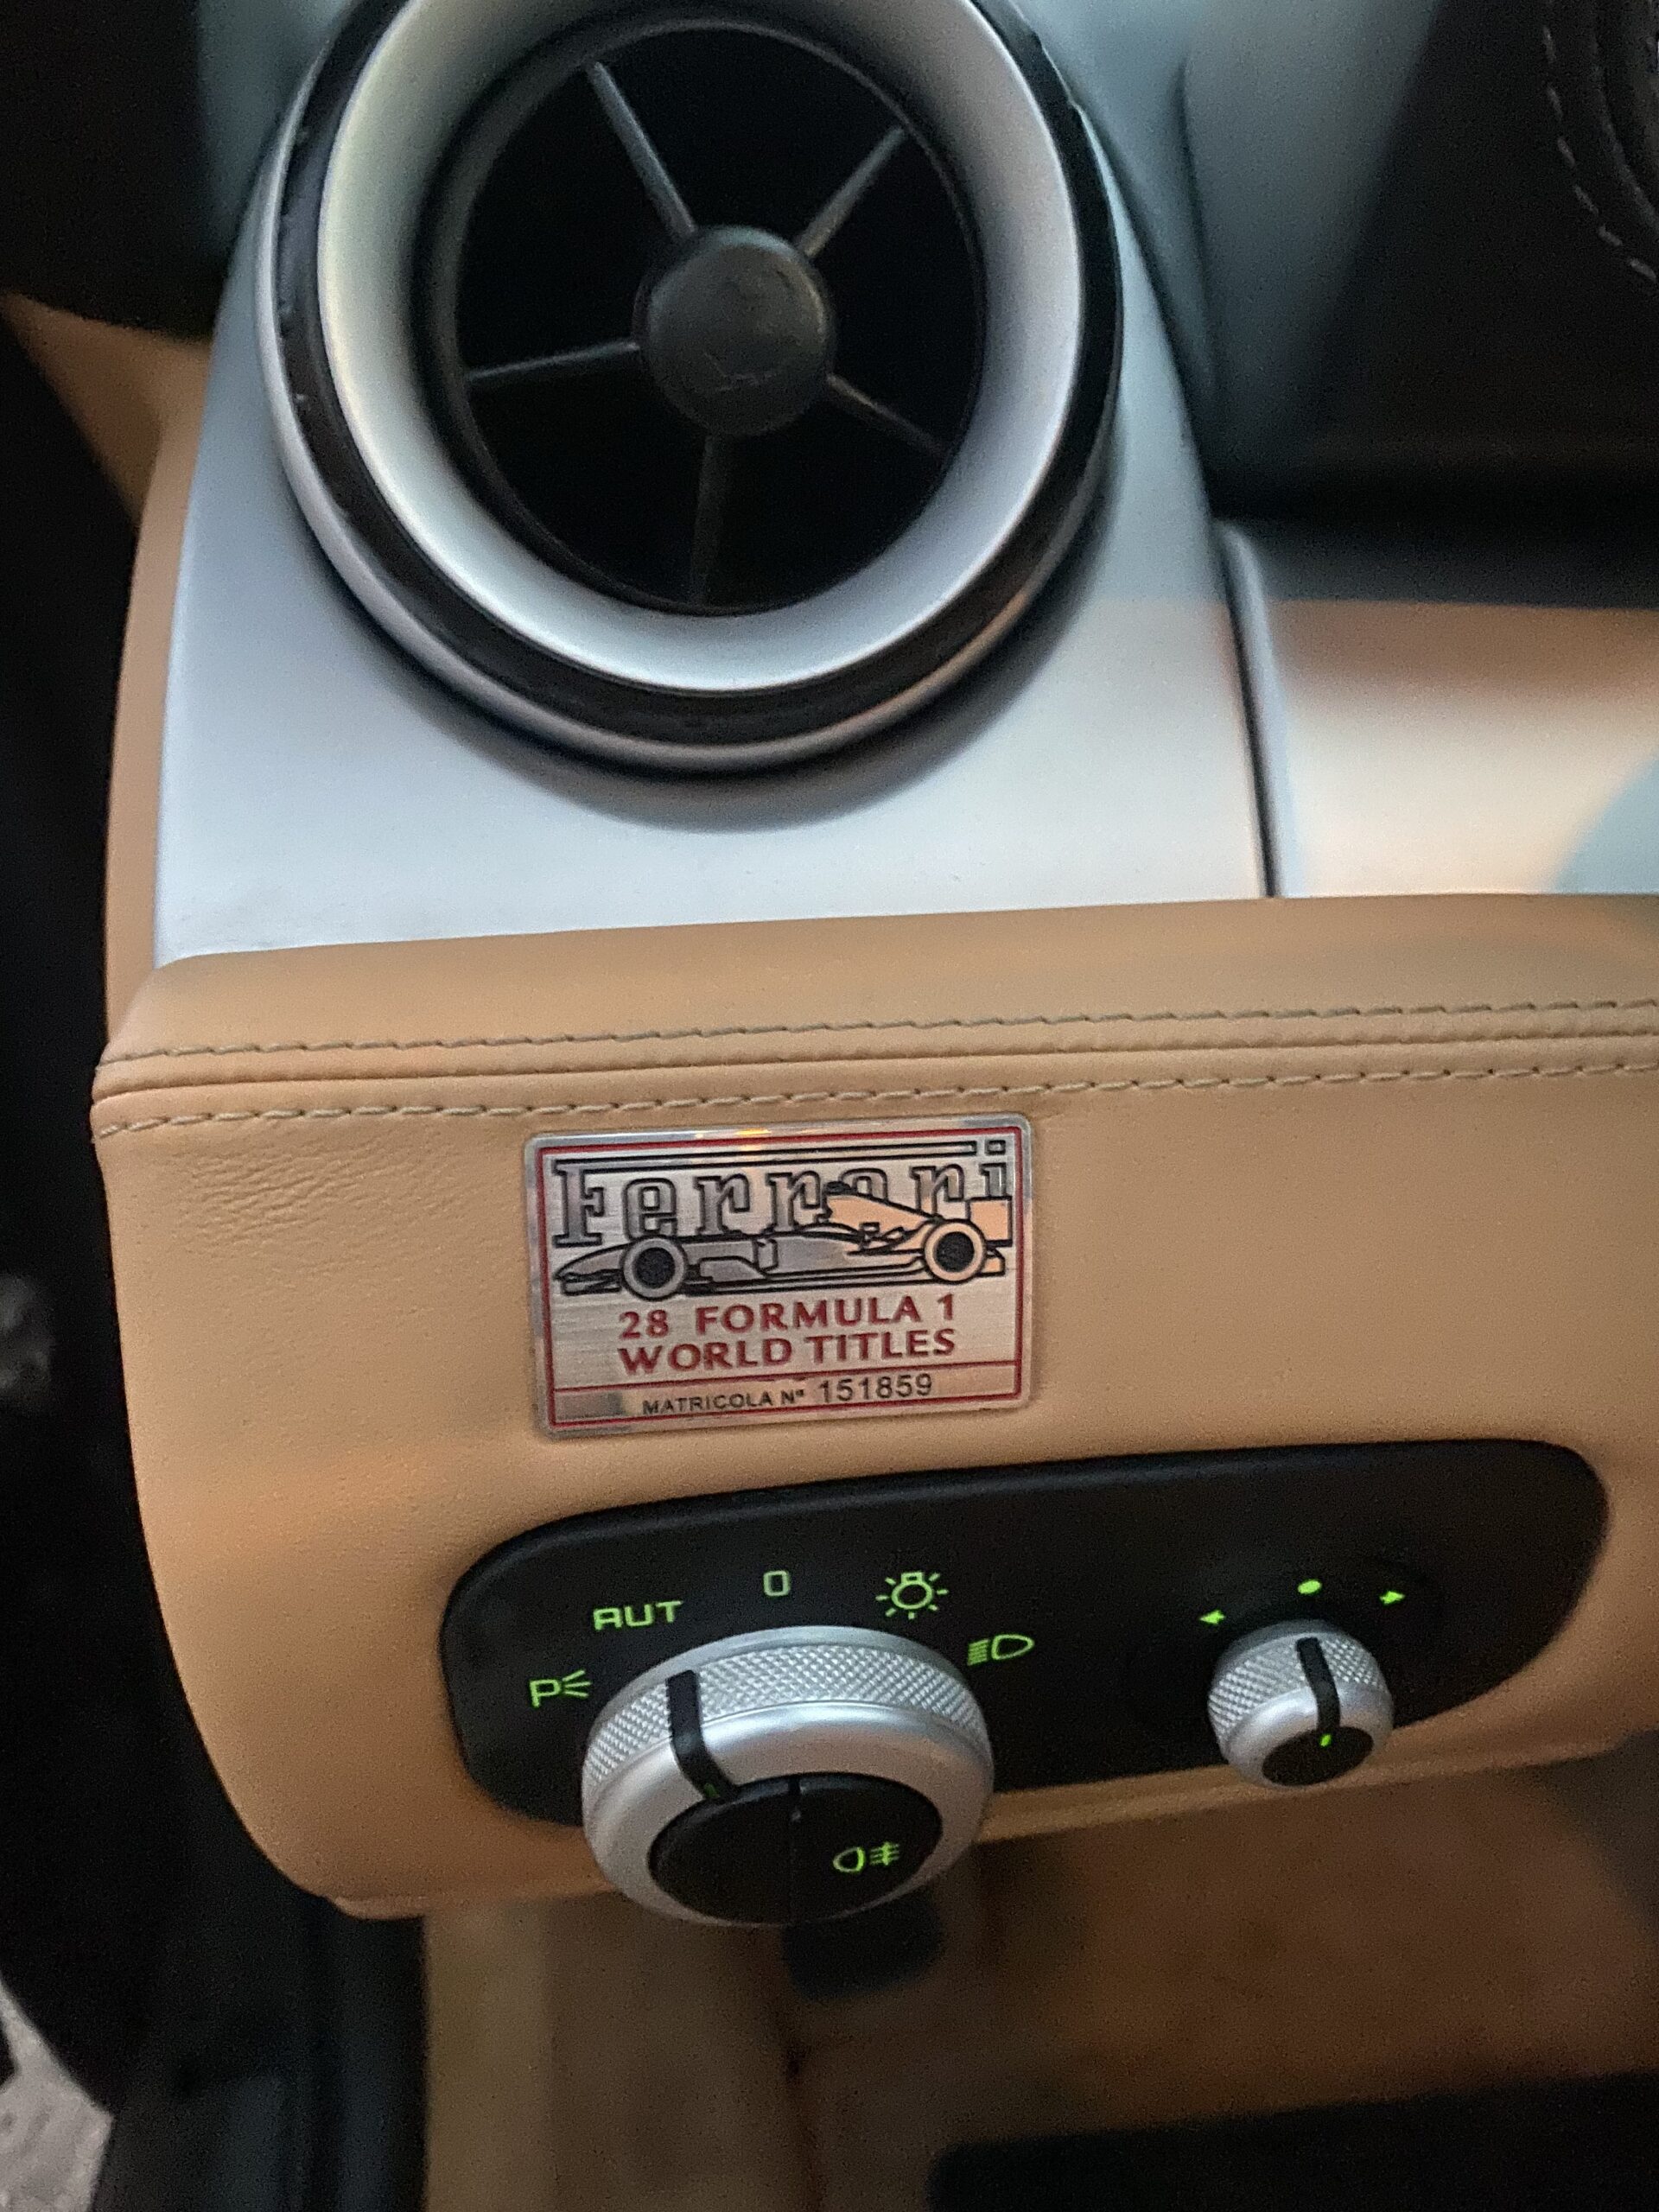 Ferrari
28 FORMULA 1
WORLD TITLES
MATRICOLA Nº 151859
0
AUT
P